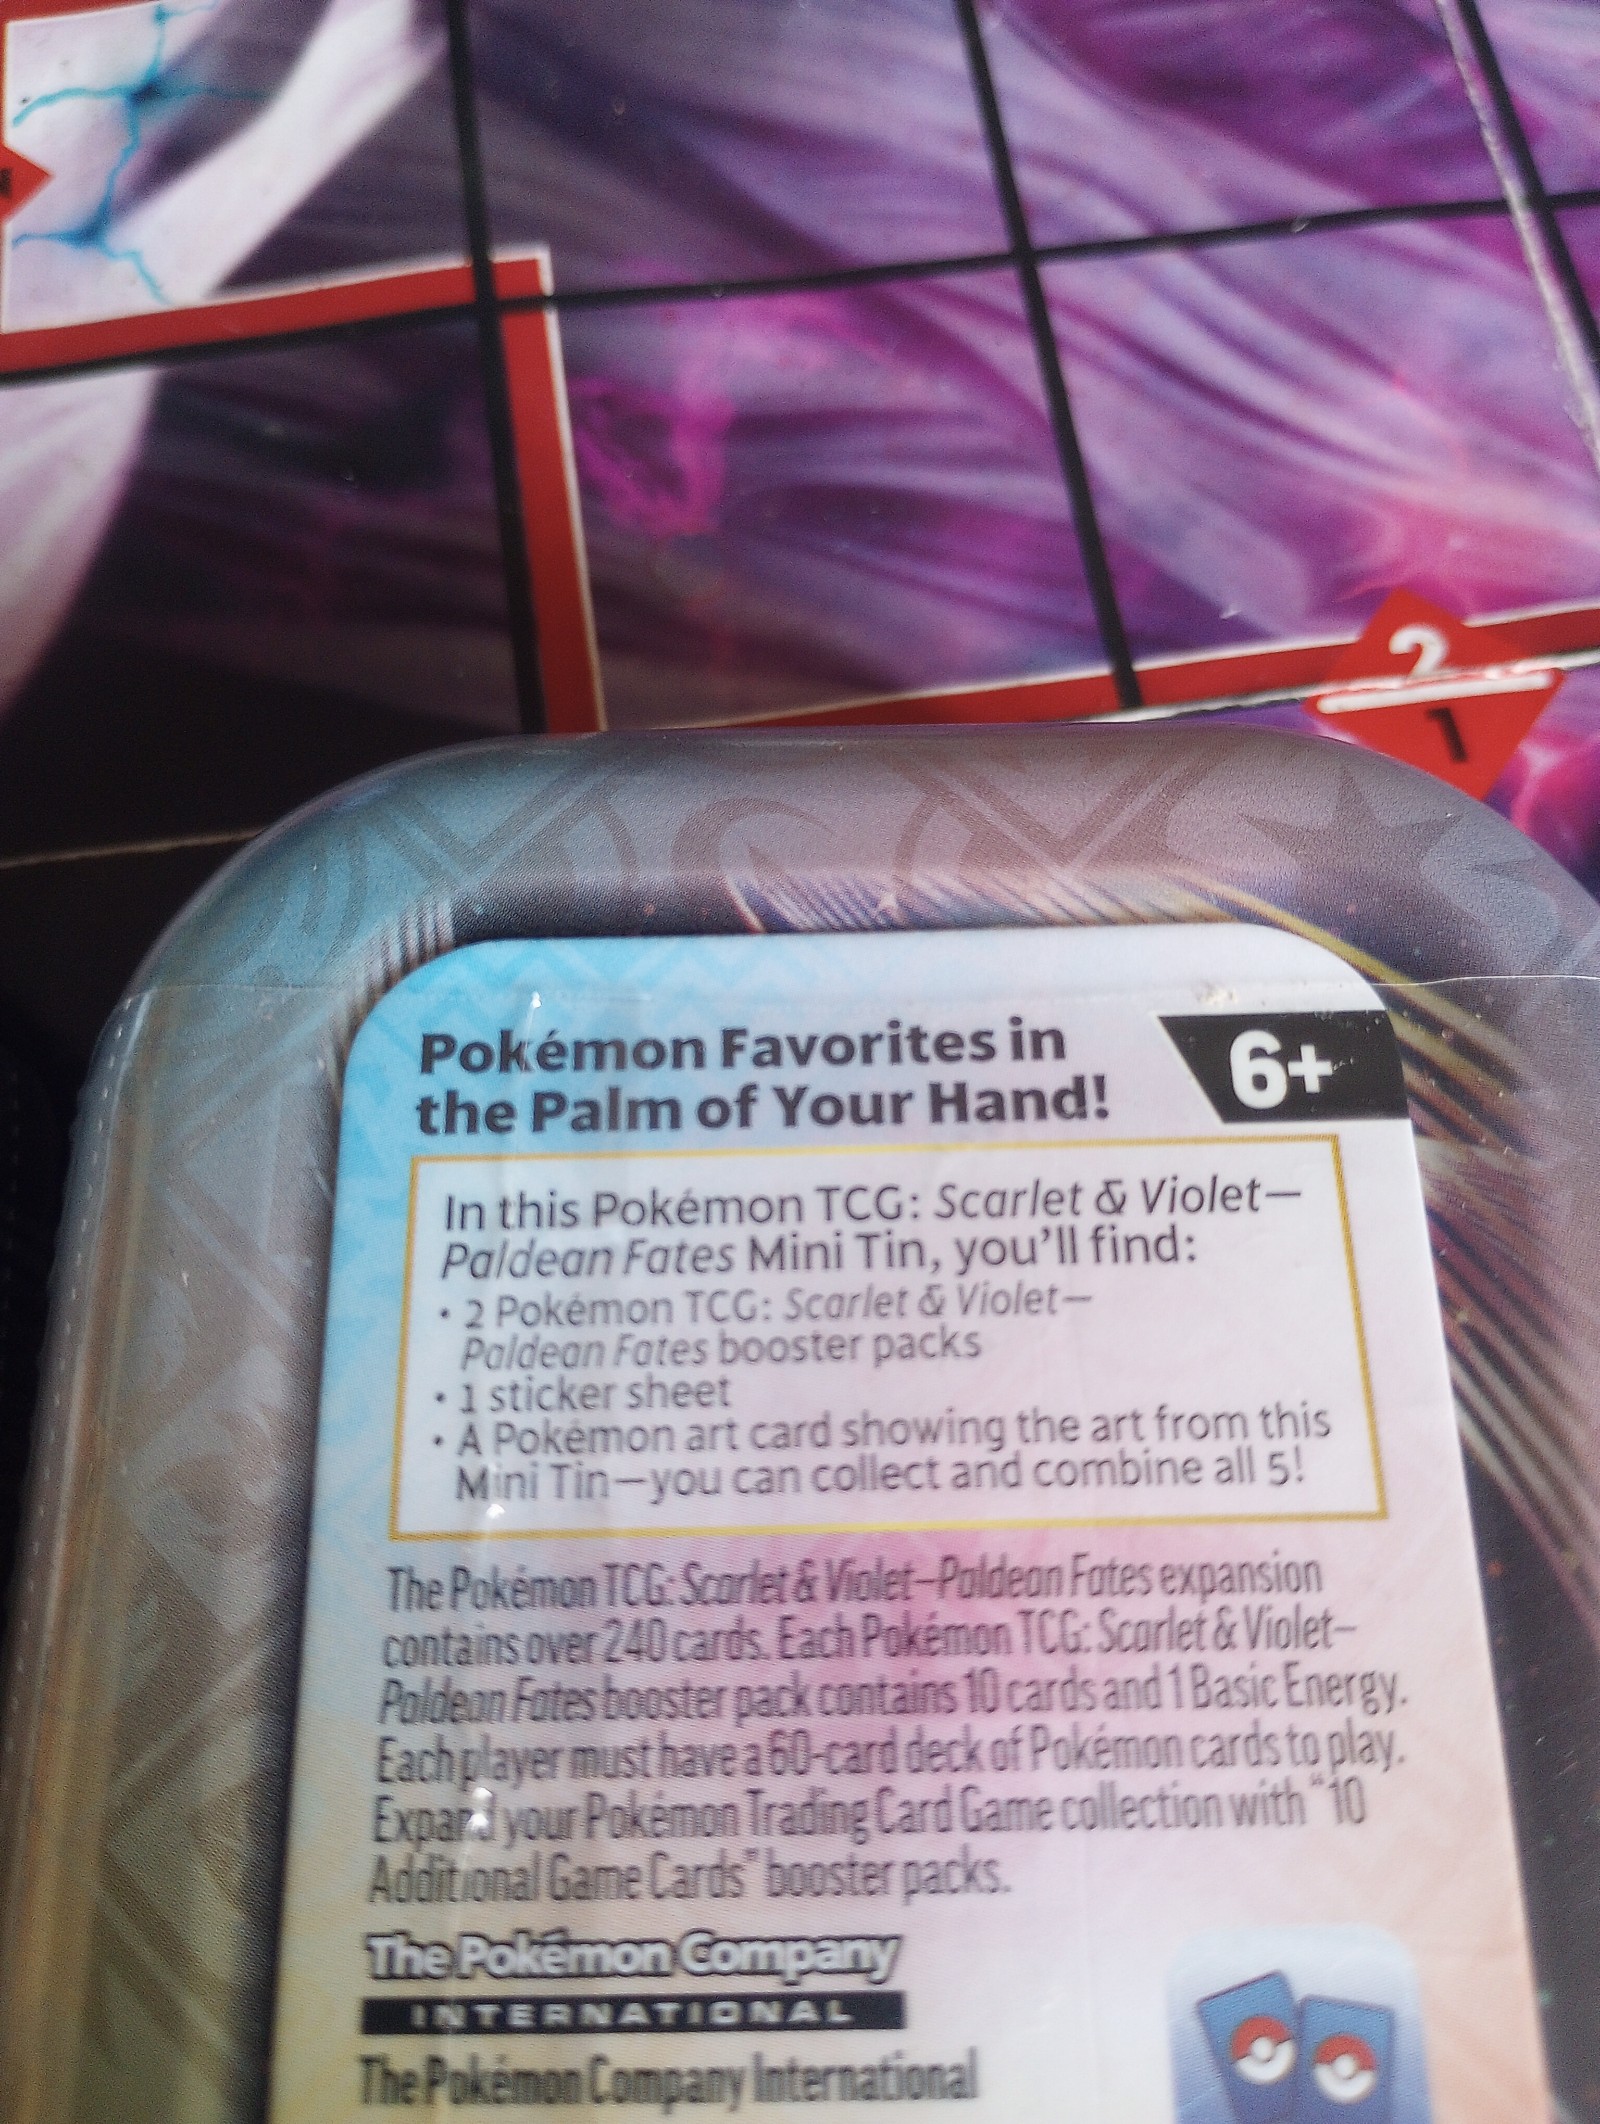 2
1
Pokémon Favorites in
the Palm of Your Hand!
6+
In this Pokémon TCG: Scarlet & Violet—
Paldean Fates Mini Tin, you'll find:
• 2 Pokémon TCG: Scarlet & Violet—
Paldean Fates booster packs
• 1 sticker sheet
• A Pokémon art card showing the art from this
Mini Tin—you can collect and combine all 5!
The Pokémon TCG: Scarlet & Violet—Paldean Fates expansion
contains over 240 cards. Each Pokémon TCG: Scarlet & Violet—
Paldean Fates booster pack contains 10 cards and 1 Basic Energy.
Each player must have a 60-card deck of Pokémon cards to play.
Expand your Pokémon Trading Card Game collection with "10
Additional Game Cards" booster packs.
The Pokémon Company
INTERNATIONAL
The Pokémon Company International